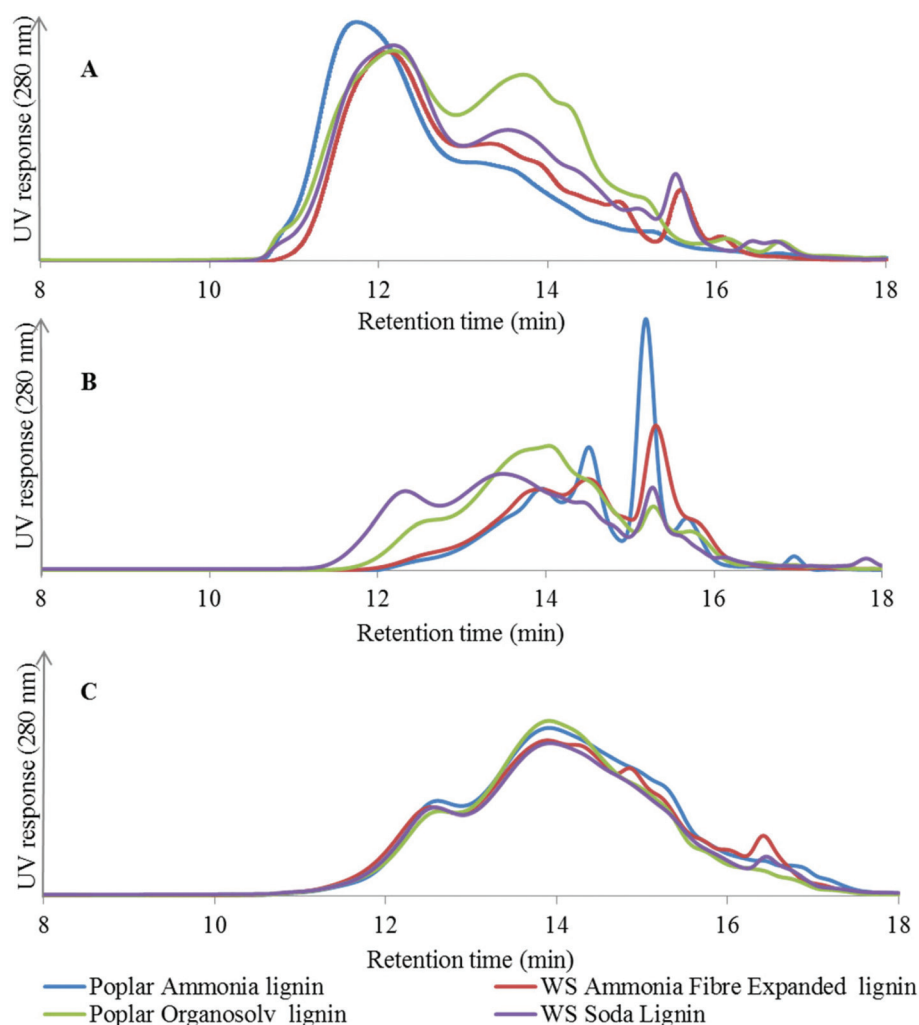 UV response (280 nm)
A
8 10 12 14 16 18
Retention time (min)
UV response (280 nm)
B
8 10 12 14 16 18
Retention time (min)
UV response (280 nm)
C
8 10 12 14 16 18
Retention time (min)
Poplar Ammonia lignin WS Ammonia Fibre Expanded lignin
Poplar Organosolv lignin WS Soda Lignin